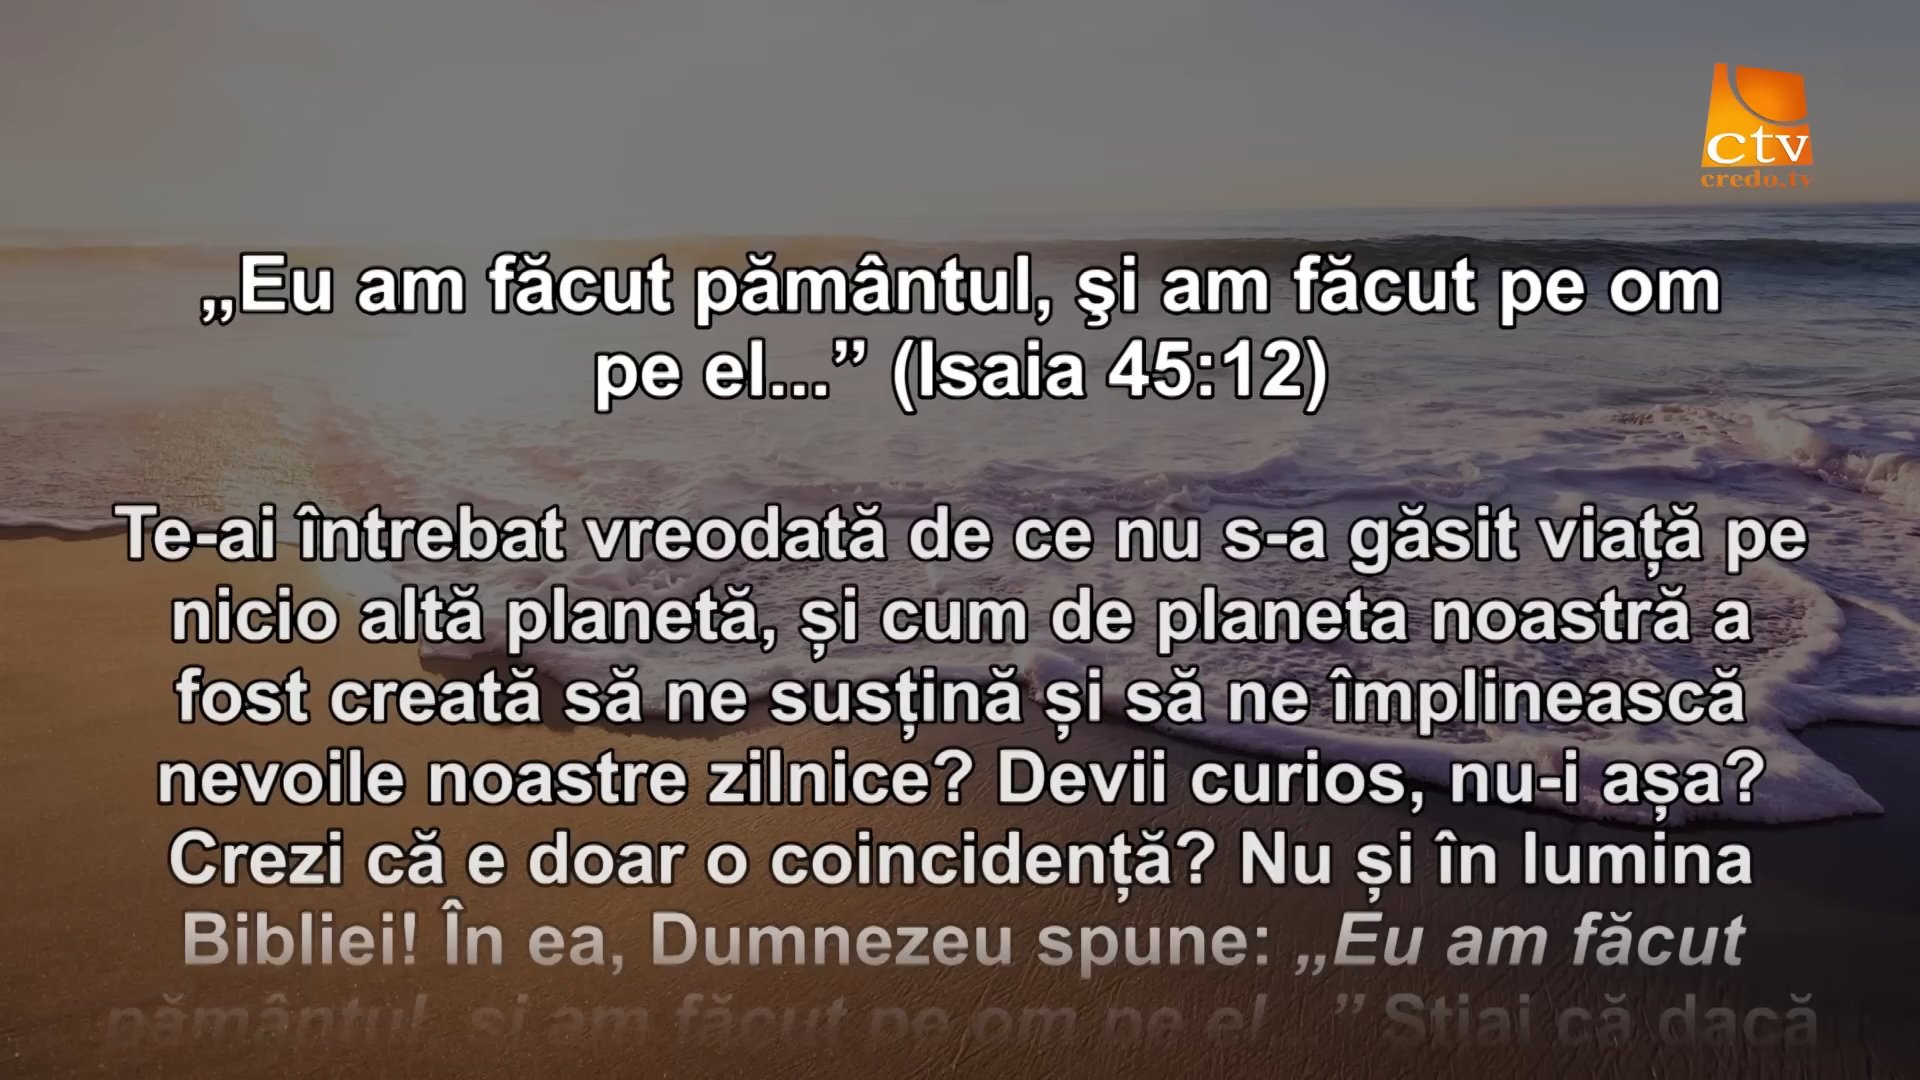 ctv
credo.tv
„Eu am făcut pământul, şi am făcut pe om
pe el...” (Isaia 45:12)
Te-ai întrebat vreodată de ce nu s-a găsit viață pe
nicio altă planetă, și cum de planeta noastră a
fost creată să ne susțină și să ne împlinească
nevoile noastre zilnice? Devii curios, nu-i așa?
Crezi că e doar o coincidență? Nu și în lumina
Bibliei! În ea, Dumnezeu spune: „Eu am făcut
pământul, și am făcut pe om pe el...” Știai că dacă